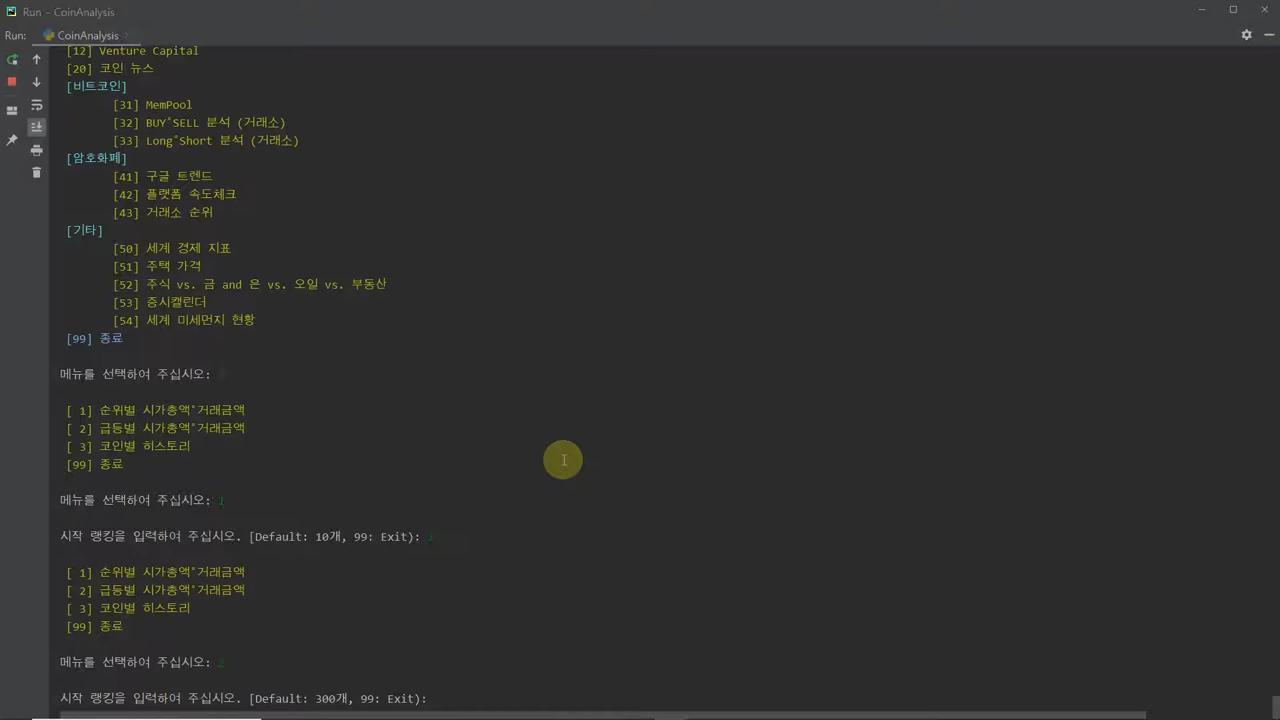 Run - CoinAnalysis
Run: CoinAnalysis
[12] Venture Capital
[20] 코인 뉴스
[비트코인]
[31] MemPool
[32] BUY°SELL 분석 (거래소)
[33] Long°Short 분석 (거래소)
[암호화폐]
[41] 구글 트렌드
[42] 플랫폼 속도체크
[43] 거래소 순위
[기타]
[50] 세계 경제 지표
[51] 주택 가격
[52] 주식 vs. 금 and 은 vs. 오일 vs. 부동산
[53] 증시캘린더
[54] 세계 미세먼지 현황
[99] 종료
메뉴를 선택하여 주십시오:
[ 1] 순위별 시가총액°거래금액
[ 2] 급등별 시가총액°거래금액
[ 3] 코인별 히스토리
[99] 종료
메뉴를 선택하여 주십시오: 1
시작 랭킹을 입력하여 주십시오. [Default: 10개, 99: Exit):
[ 1] 순위별 시가총액°거래금액
[ 2] 급등별 시가총액°거래금액
[ 3] 코인별 히스토리
[99] 종료
메뉴를 선택하여 주십시오: 2
시작 랭킹을 입력하여 주십시오. [Default: 300개, 99: Exit):